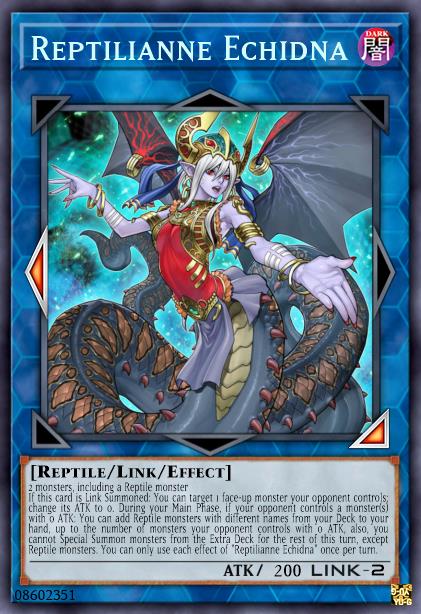 REPTILIANNE ECHIDNA
DARK
闇
[REPTILE/LINK/EFFECT]
2 monsters, including a Reptile monster
If this card is Link Summoned: You can target 1 face-up monster your opponent controls;
change its ATK to 0. During your Main Phase, if your opponent controls a monster(s)
with 0 ATK: You can add Reptile monsters with different names from your Deck to your
hand, up to the number of monsters your opponent controls with 0 ATK, also, you
cannot Special Summon monsters from the Extra Deck for the rest of this turn, except
Reptile monsters. You can only use each effect of "Reptilianne Echidna" once per turn.
ATK/ 200 LINK-2
08602351